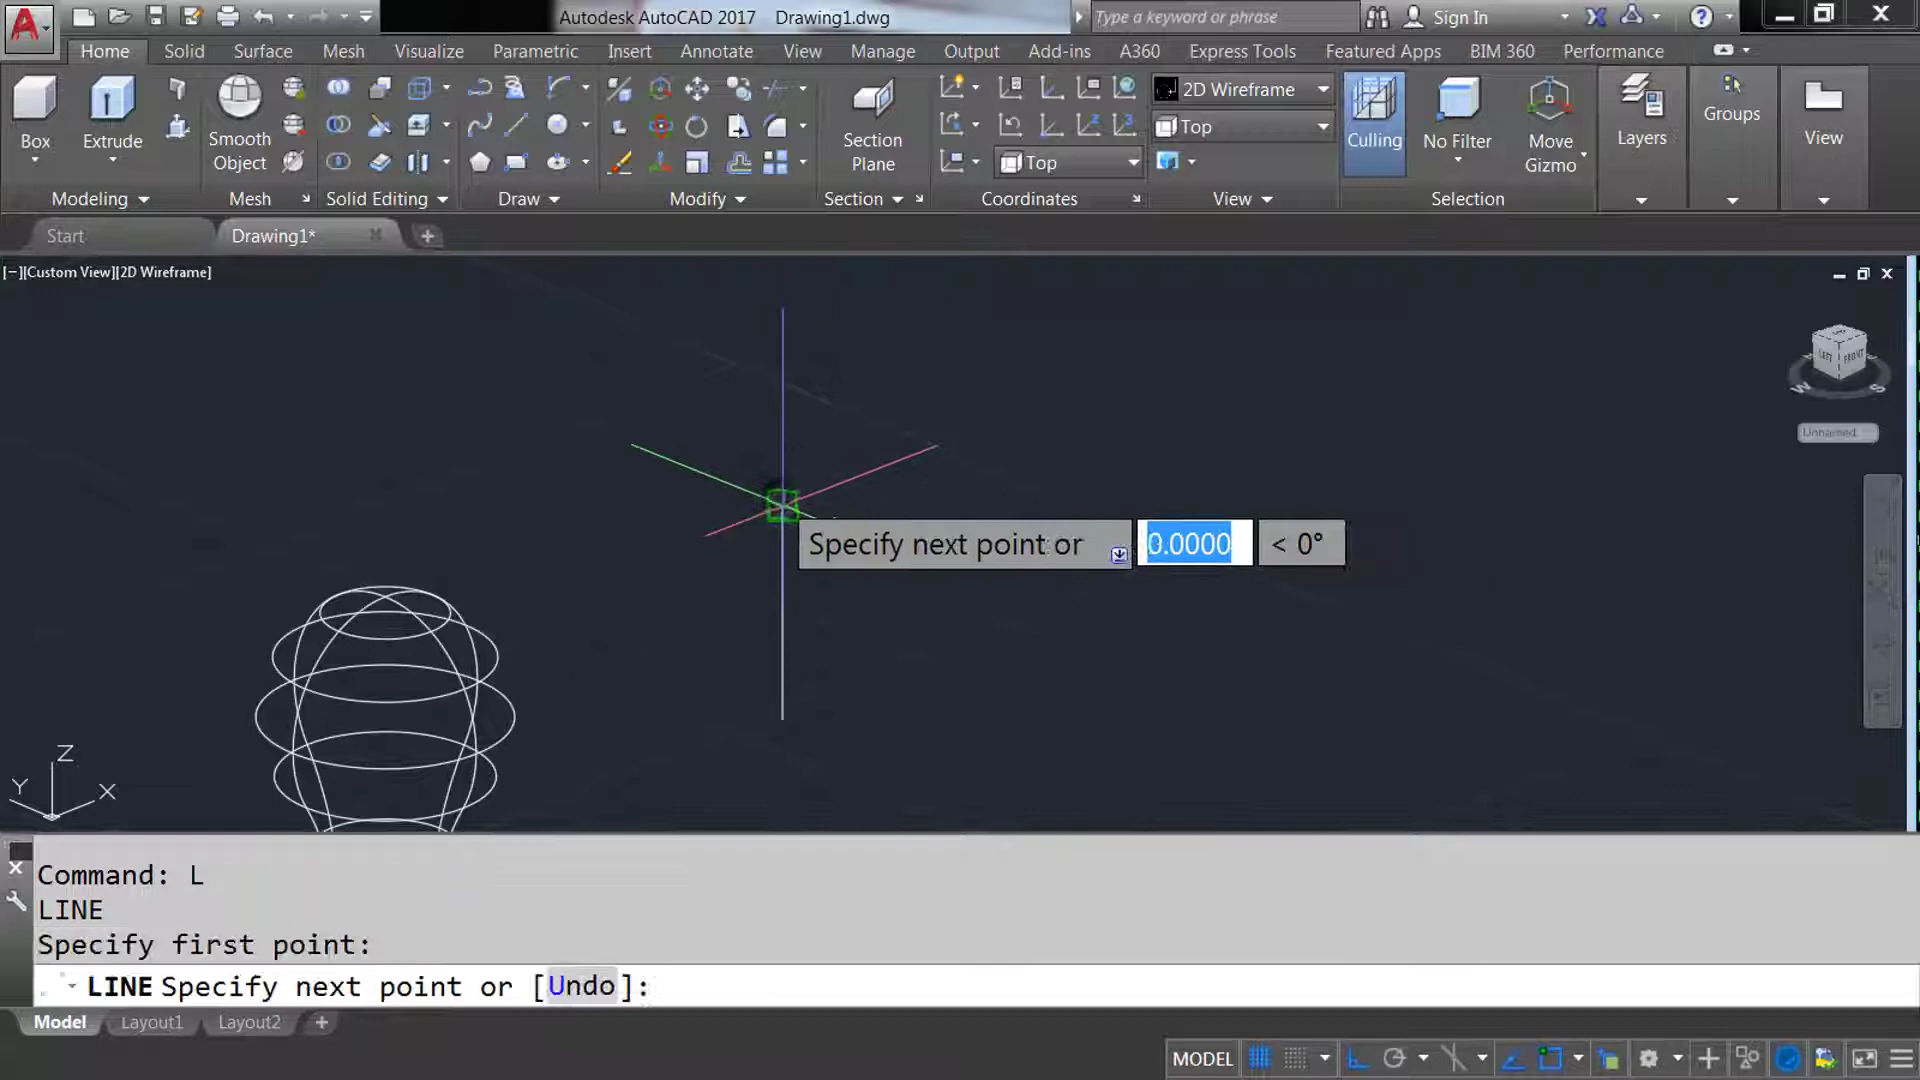 Autodesk AutoCAD 2017 Drawing1.dwg
Type a keyword or phrase
Sign In
Home Solid Surface Mesh Visualize Parametric Insert Annotate View Manage Output Add-ins A360 Express Tools Featured Apps BIM 360 Performance
Box
Extrude
Smooth
Object
Section
Plane
2D Wireframe
Top
Top
Culling
No Filter
Move
Gizmo
Layers
Groups
View
Modeling Mesh Solid Editing Draw Modify Section Coordinates View Selection
Start Drawing1*
[−][Custom View][2D Wireframe]
LEFT FRONT
W S
Unnamed
Specify next point or 0.0000 < 0°
Z
Y X
Command: L
LINE
Specify first point:
LINE Specify next point or [Undo]:
Model Layout1 Layout2
MODEL